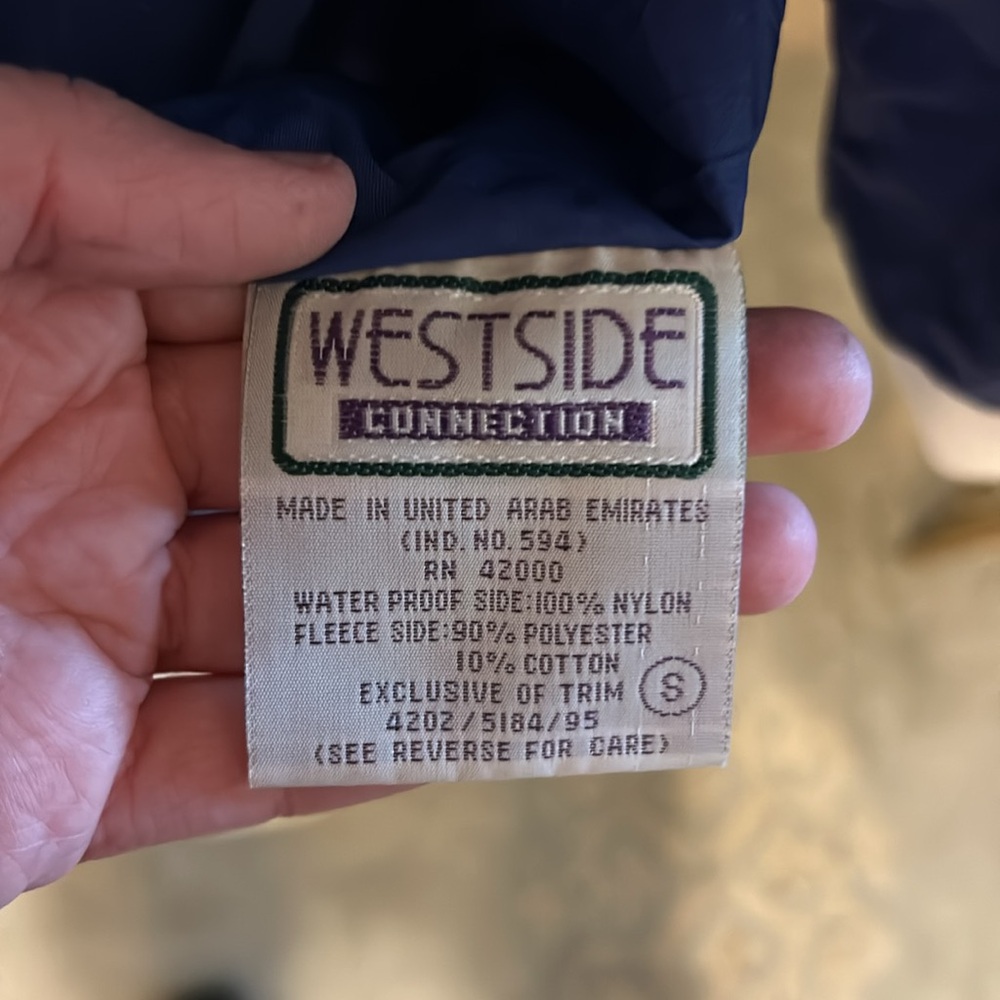 WESTSIDE
CONNECTION
MADE IN UNITED ARAB EMIRATES
(IND. NO. 594)
RN 42000
WATER PROOF SIDE:100% NYLON
FLEECE SIDE:90% POLYESTER
10% COTTON
EXCLUSIVE OF TRIM
S
4202/5184/95
(SEE REVERSE FOR CARE)